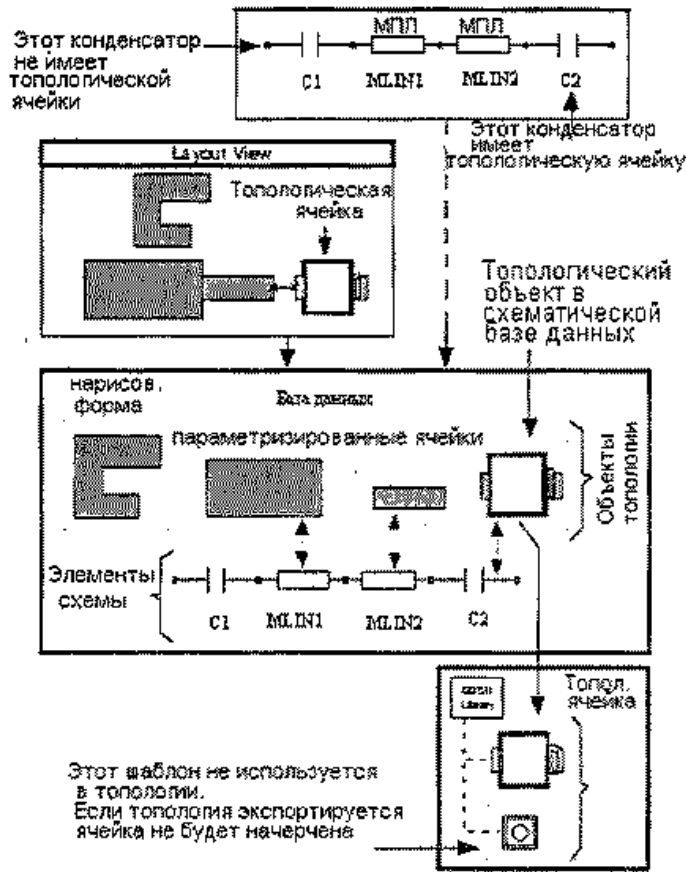 Этот конденсатор
не имеет
топологической
ячейки
МПЛ МПЛ
C1 MLIN1 MLIN2 C2
Этот конденсатор
имеет
топологическую ячейку
Layout View
Топологическая
ячейка
Топологический
объект в
схематической
базе данных
нарисов.
форма
База данных
параметризированные ячейки
Объекты
топологии
Элементы
схемы
C1 MLIN1 MLIN2 C2
Library
Топол.
ячейка
Этот шаблон не используется
в топологии.
Если топология экспортируется
ячейка не будет начерчена